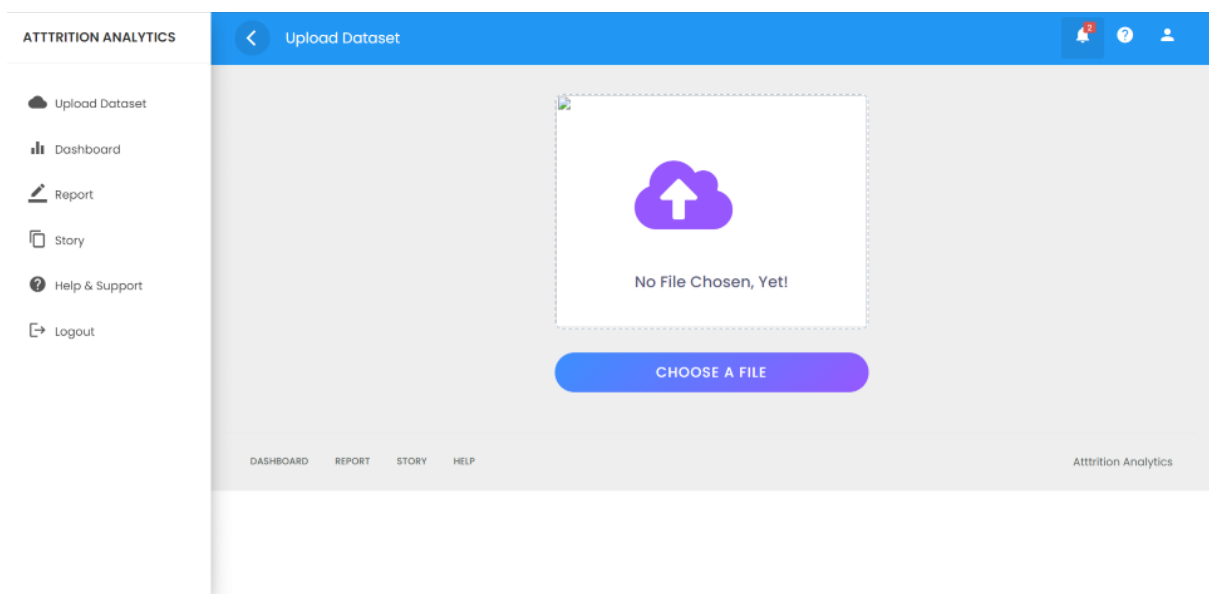 ATTTRITION ANALYTICS
Upload Dataset
2
?
Upload Dataset
Dashboard
Report
Story
? Help & Support
Logout
No File Chosen, Yet!
CHOOSE A FILE
DASHBOARD REPORT STORY HELP
Atttrition Analytics